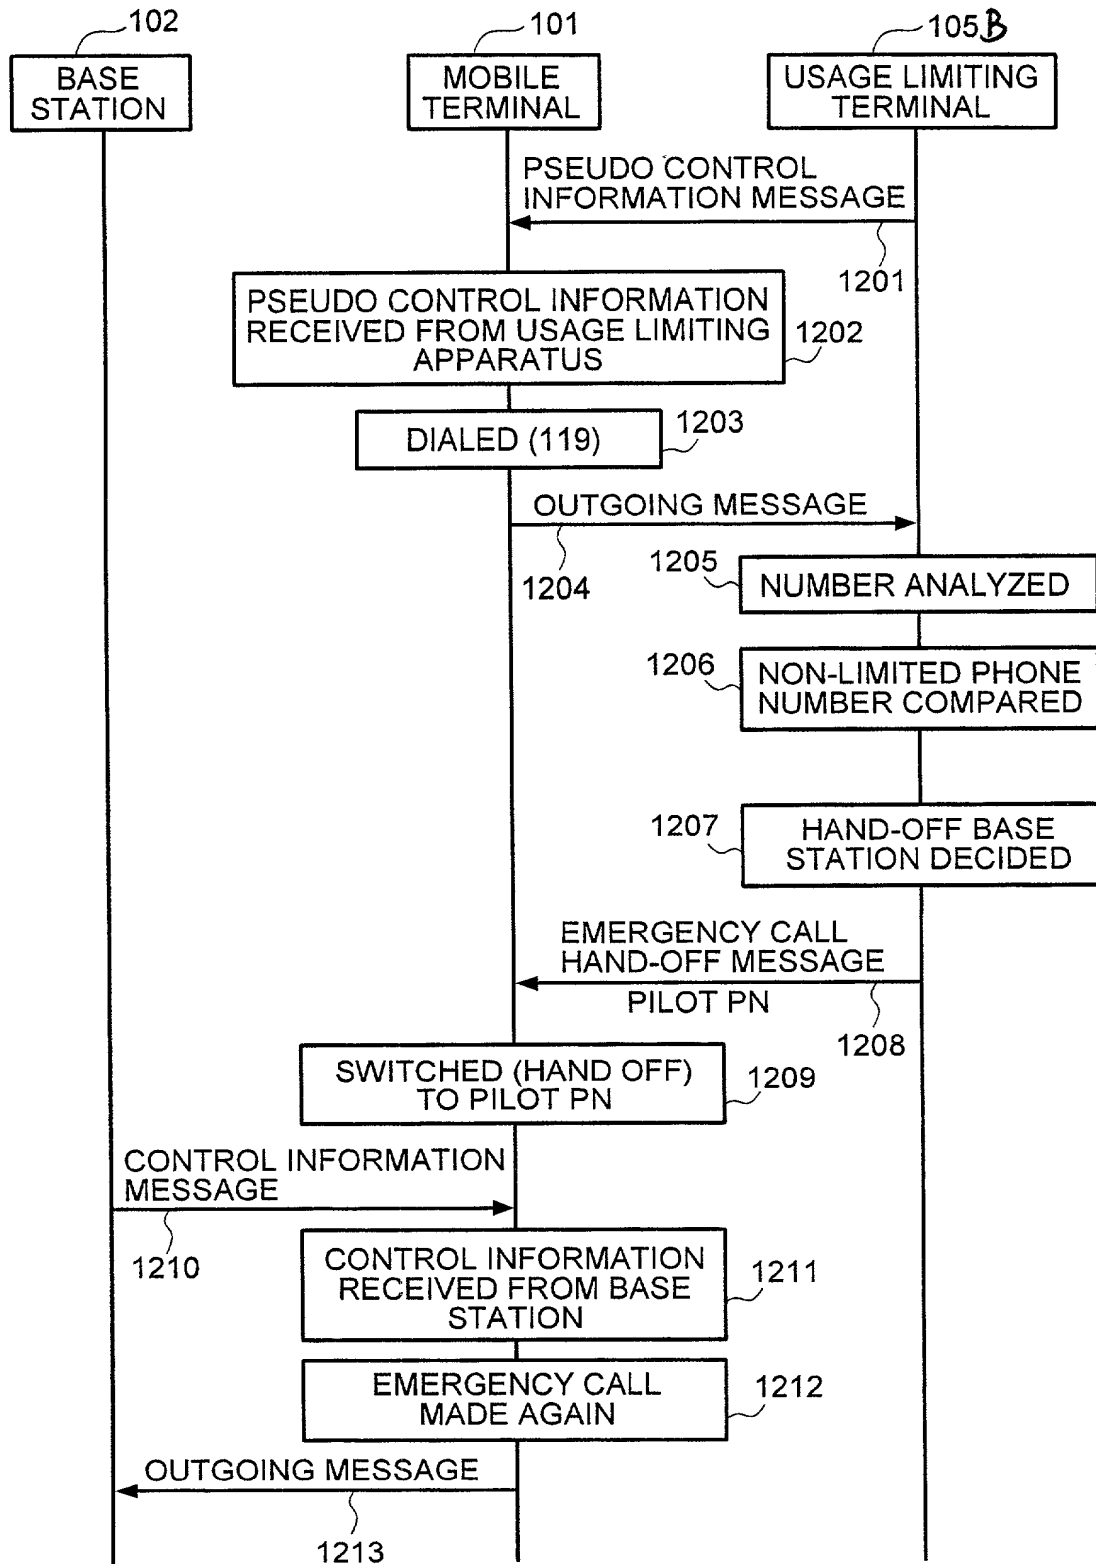 102
101
105B
BASE
STATION
MOBILE
TERMINAL
USAGE LIMITING
TERMINAL
PSEUDO CONTROL
INFORMATION MESSAGE
1201
PSEUDO CONTROL INFORMATION
RECEIVED FROM USAGE LIMITING
APPARATUS
1202
DIALED (119)
1203
OUTGOING MESSAGE
1204
1205
NUMBER ANALYZED
1206
NON-LIMITED PHONE
NUMBER COMPARED
1207
HAND-OFF BASE
STATION DECIDED
EMERGENCY CALL
HAND-OFF MESSAGE
PILOT PN
1208
SWITCHED (HAND OFF)
TO PILOT PN
1209
CONTROL INFORMATION
MESSAGE
1210
CONTROL INFORMATION
RECEIVED FROM BASE
STATION
1211
EMERGENCY CALL
MADE AGAIN
1212
OUTGOING MESSAGE
1213